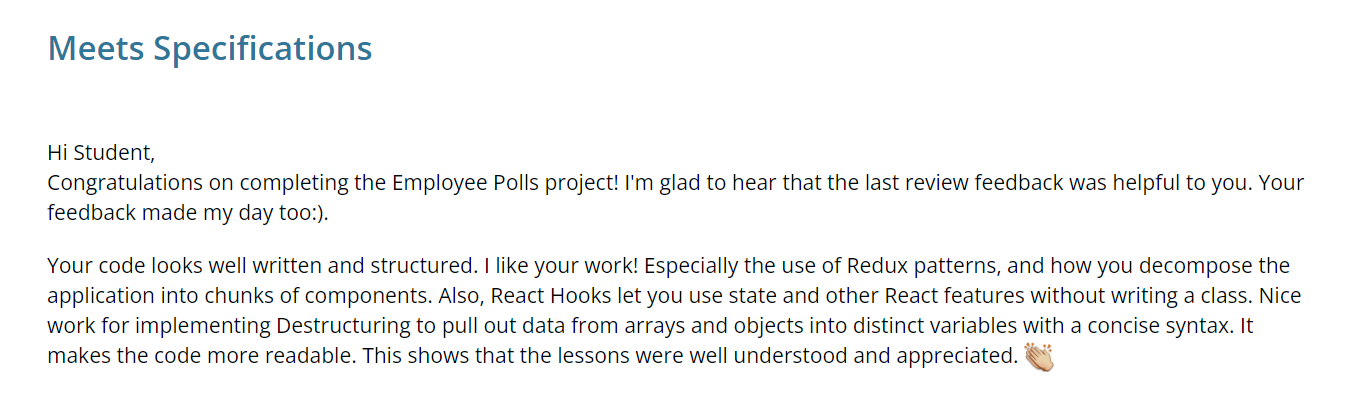 Meets Specifications
Hi Student,
Congratulations on completing the Employee Polls project! I'm glad to hear that the last review feedback was helpful to you. Your
feedback made my day too:).
Your code looks well written and structured. I like your work! Especially the use of Redux patterns, and how you decompose the
application into chunks of components. Also, React Hooks let you use state and other React features without writing a class. Nice
work for implementing Destructuring to pull out data from arrays and objects into distinct variables with a concise syntax. It
makes the code more readable. This shows that the lessons were well understood and appreciated. 👏🏼